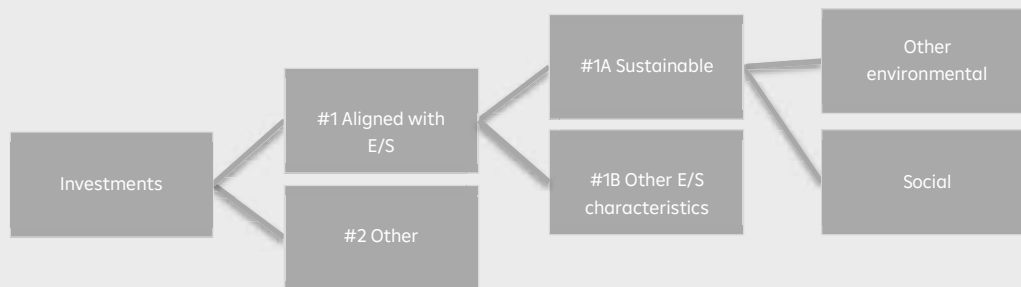 Investments
#1 Aligned with
E/S
#2 Other
#1A Sustainable
#1B Other E/S
characteristics
Other
environmental
Social